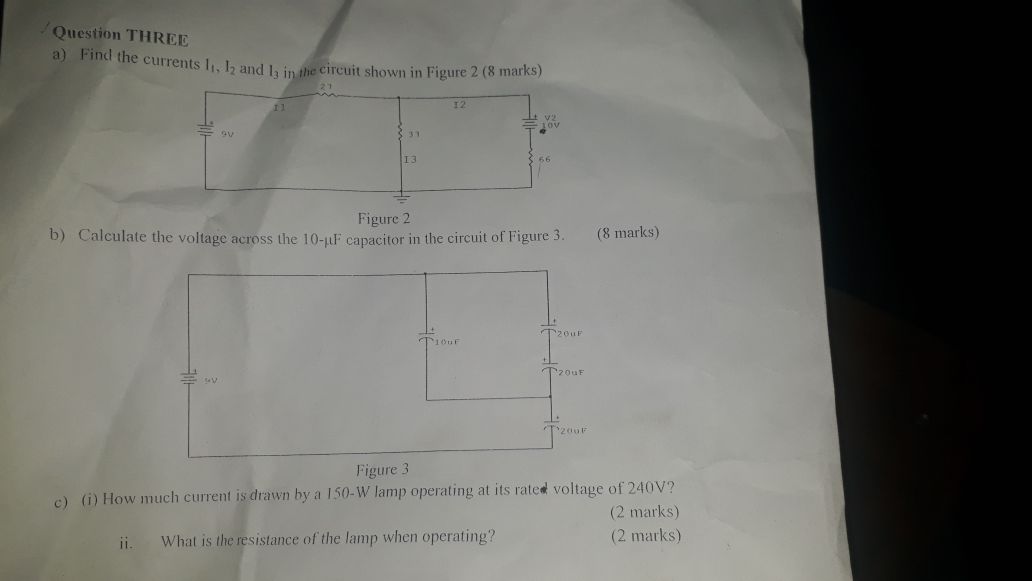 Question THREE
a) Find the currents I₁, I₂ and I₃ in the circuit shown in Figure 2 (8 marks)
27
I1
I2
9V
33
I3
V2
10V
66
Figure 2
b) Calculate the voltage across the 10-μF capacitor in the circuit of Figure 3. (8 marks)
10uF
20uF
20uF
9V
20uF
Figure 3
c) (i) How much current is drawn by a 150-W lamp operating at its rated voltage of 240V?
(2 marks)
ii. What is the resistance of the lamp when operating? (2 marks)